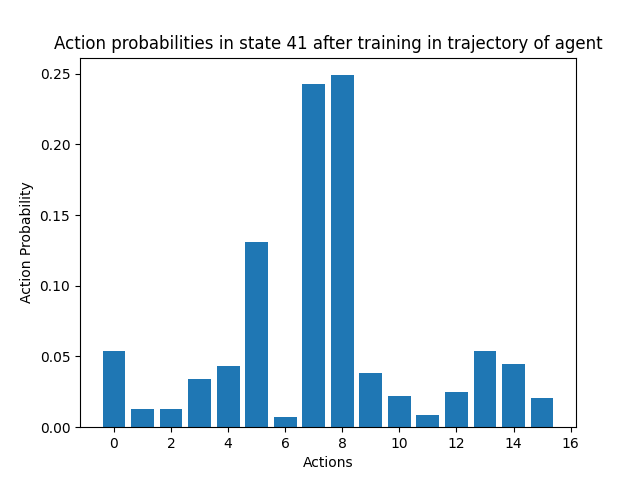 Action probabilities in state 41 after training in trajectory of agent
0.25
0.20
0.15
0.10
0.05
0.00
Action Probability
0 2 4 6 8 10 12 14 16
Actions